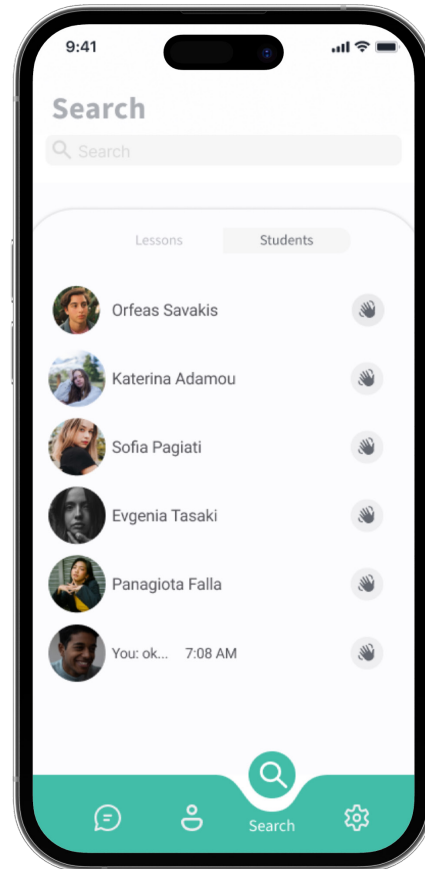 9:41
Search
Search
Lessons Students
Orfeas Savakis
Katerina Adamou
Sofia Pagiati
Evgenia Tasaki
Panagiota Falla
You: ok... 7:08 AM
Search